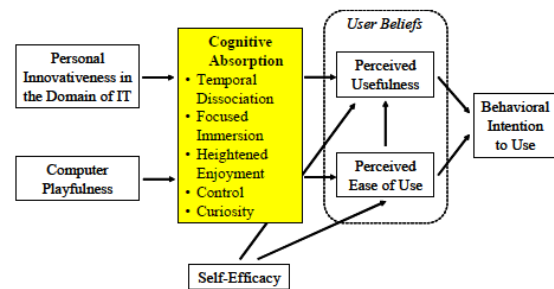 User Beliefs
Personal
Innovativeness in
the Domain of IT
Computer
Playfulness
Cognitive
Absorption
• Temporal
Dissociation
• Focused
Immersion
• Heightened
Enjoyment
• Control
• Curiosity
Perceived
Usefulness
Perceived
Ease of Use
Behavioral
Intention
to Use
Self-Efficacy